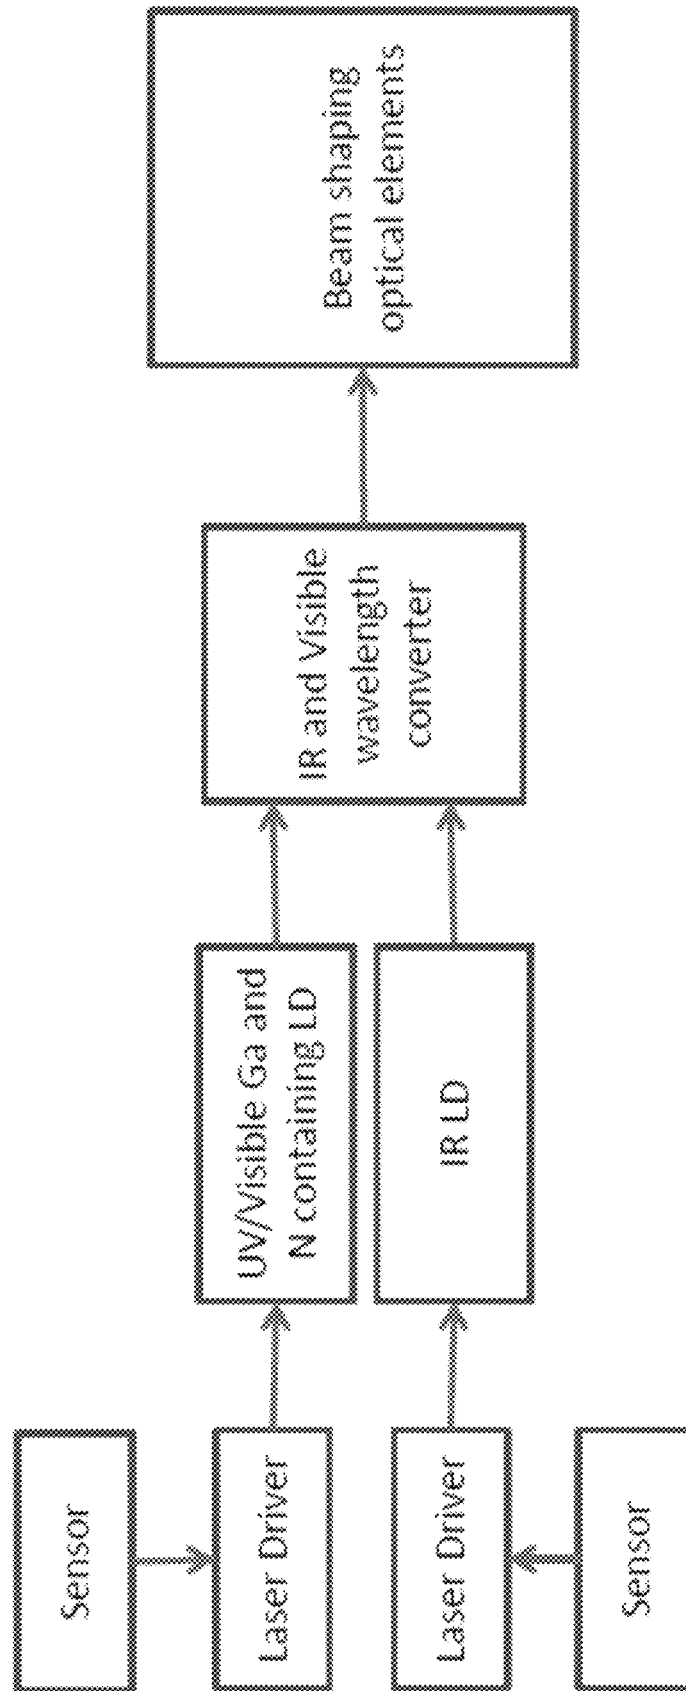 Sensor
Laser Driver
UV/Visible Ga and
N containing LD
IR and Visible
wavelength
converter
Beam shaping
optical elements
Sensor
Laser Driver
IR LD